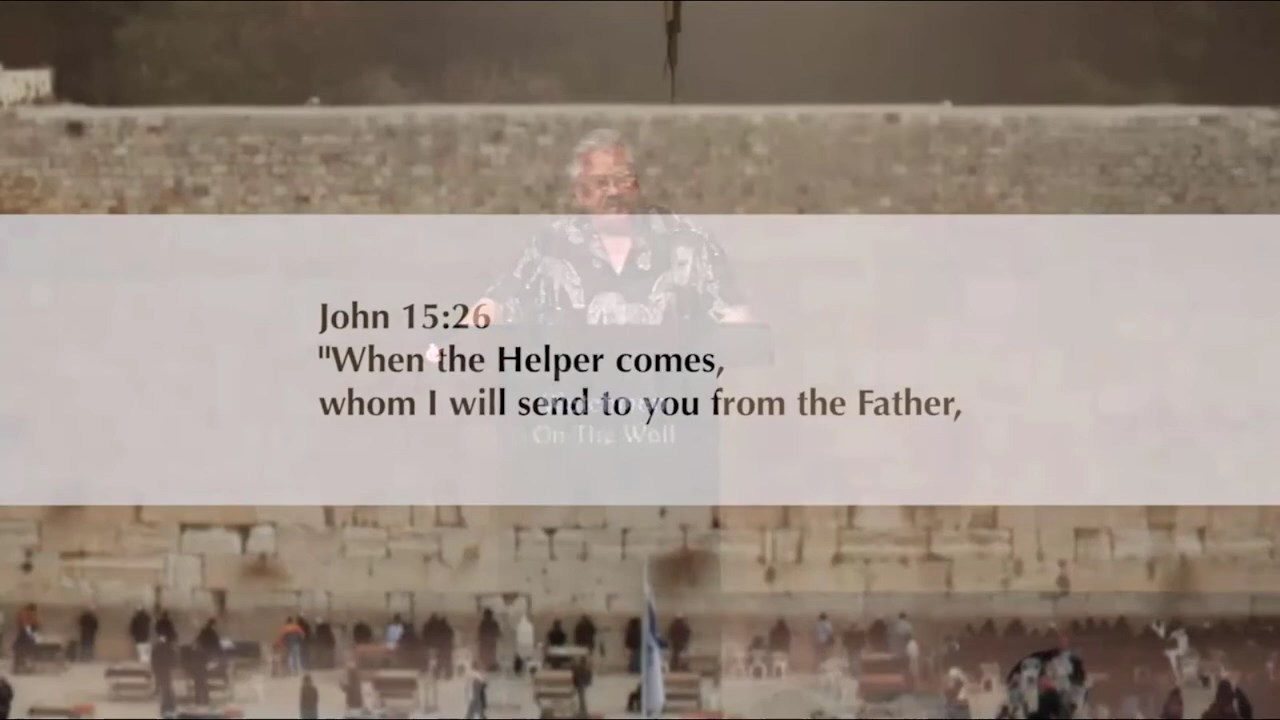 John 15:26
"When the Helper comes,
whom I will send to you from the Father,
On The Wall